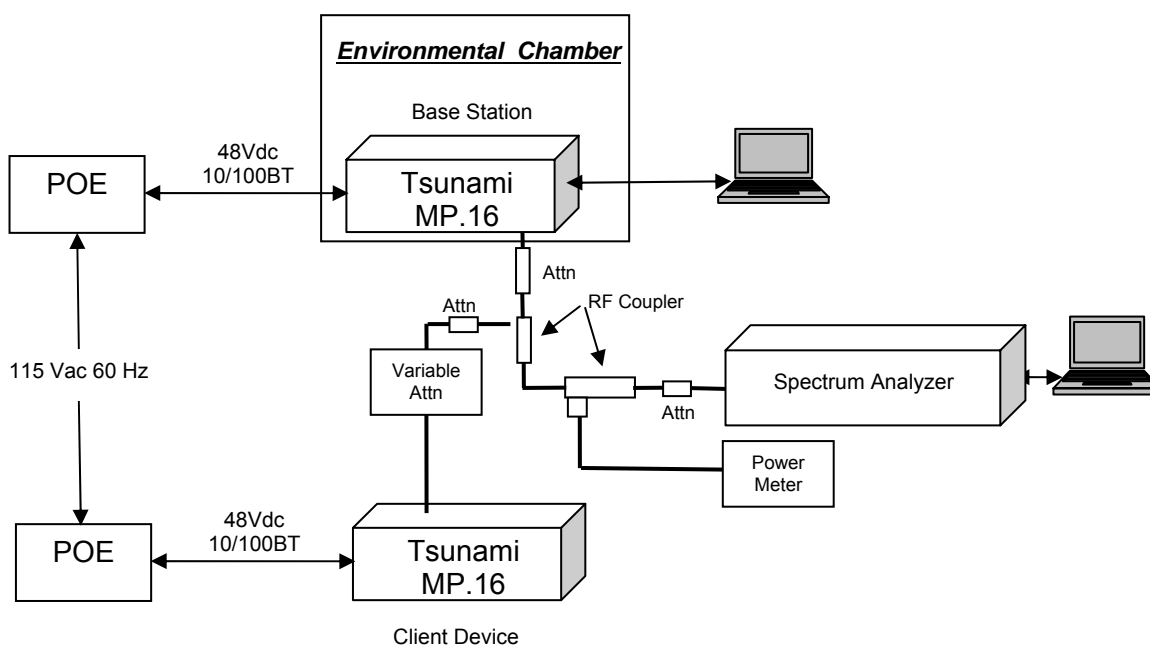 Environmental Chamber
Base Station
48Vdc
10/100BT
POE
Tsunami
MP.16
Attn
Attn
RF Coupler
115 Vac 60 Hz
Variable
Attn
Spectrum Analyzer
Attn
Power
Meter
48Vdc
10/100BT
POE
Tsunami
MP.16
Client Device